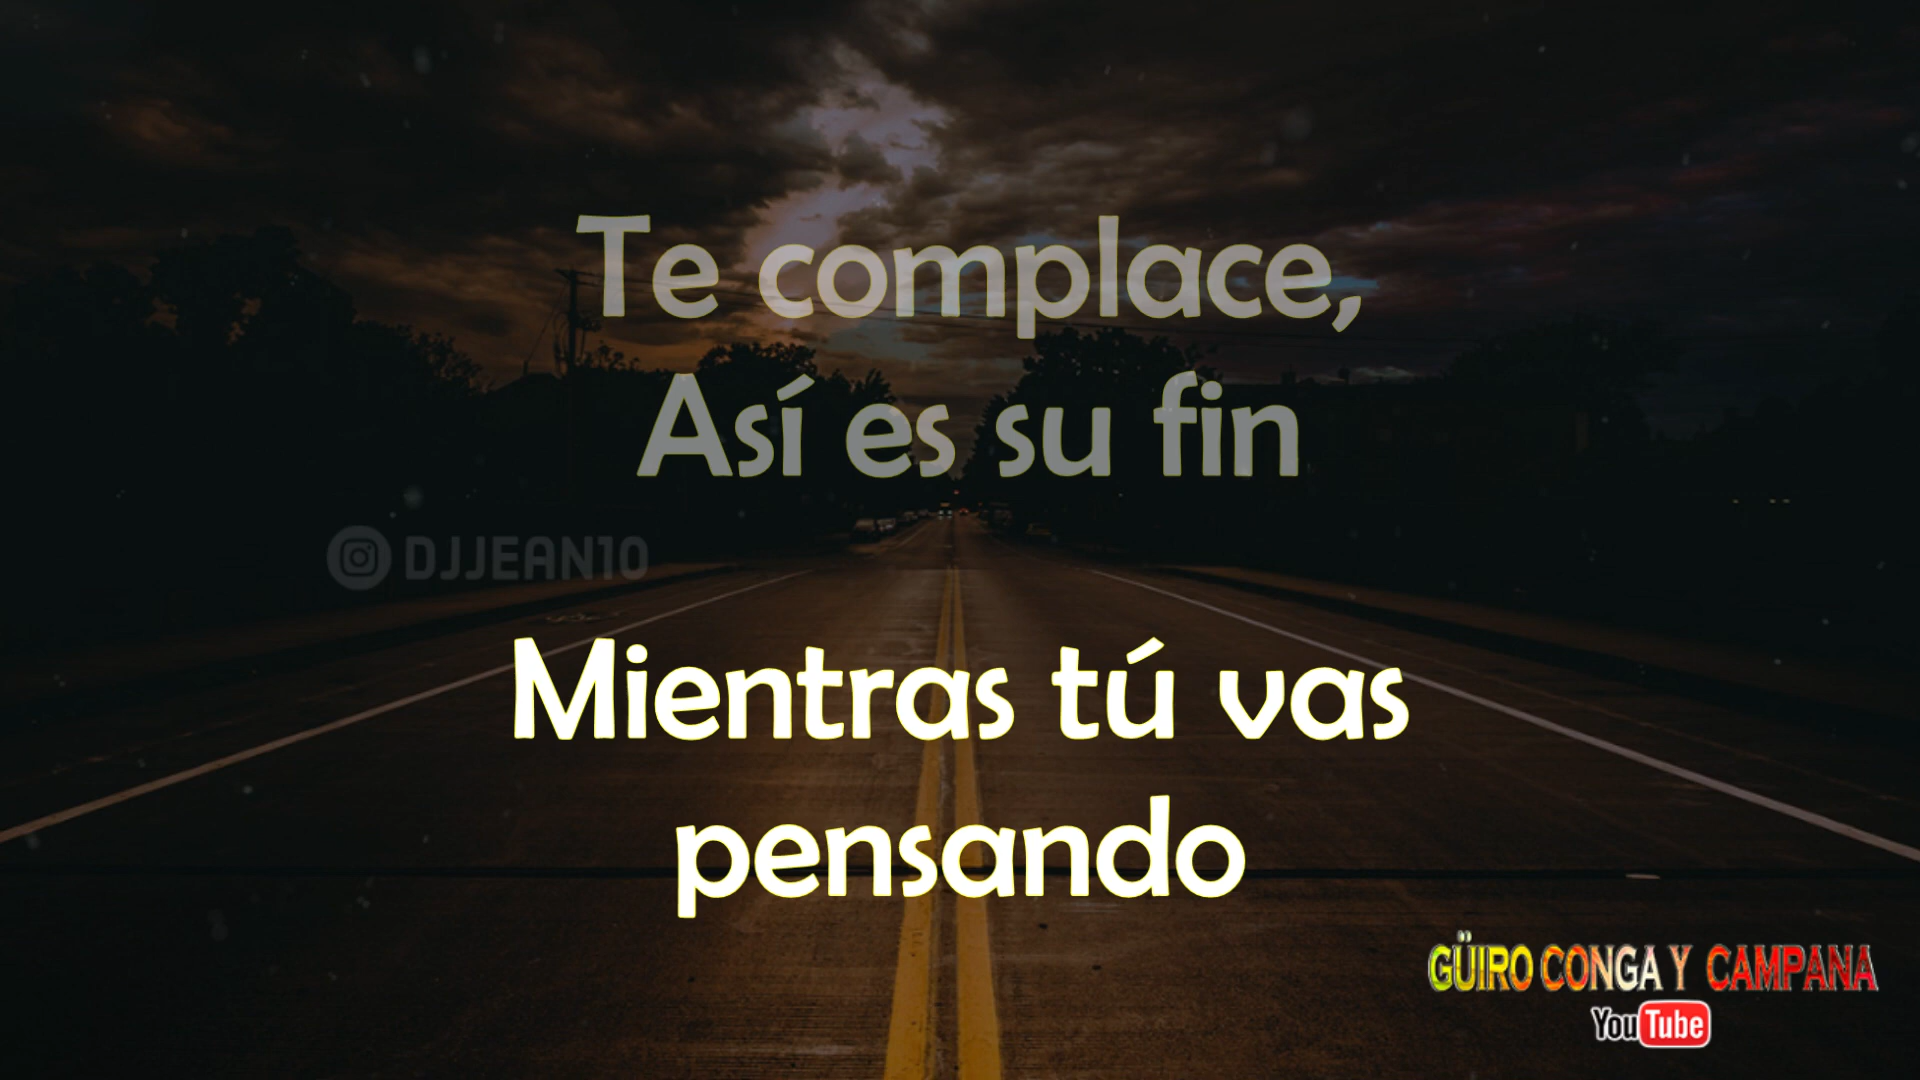 Te complace,
Así es su fin
DJJEAN10
Mientras tú vas
pensando
GÜIRO CONGA Y CAMPANA
YouTube